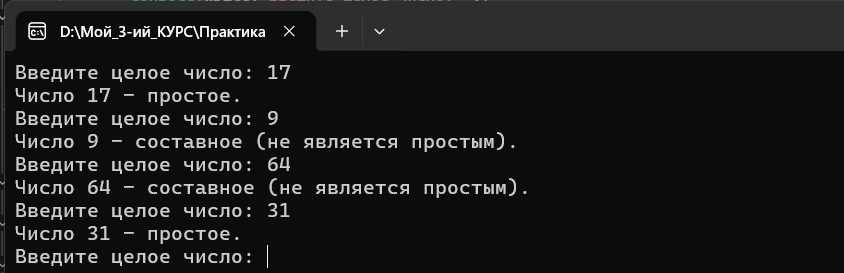 D:\Мой_3-ий_КУРС\Практика
Введите целое число: 17
Число 17 - простое.
Введите целое число: 9
Число 9 - составное (не является простым).
Введите целое число: 64
Число 64 - составное (не является простым).
Введите целое число: 31
Число 31 - простое.
Введите целое число: